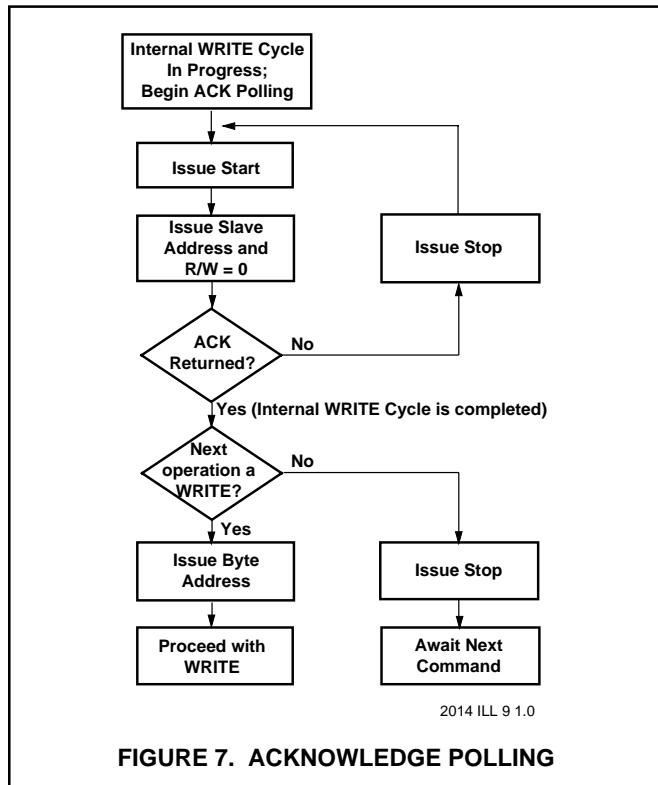 Internal WRITE Cycle
In Progress;
Begin ACK Polling
Issue Start
Issue Slave
Address and
R/W = 0
Issue Stop
ACK
Returned?
No
Yes (Internal WRITE Cycle is completed)
Next
operation a
WRITE?
No
Yes
Issue Byte
Address
Issue Stop
Proceed with
WRITE
Await Next
Command
2014 ILL 9 1.0
FIGURE 7. ACKNOWLEDGE POLLING